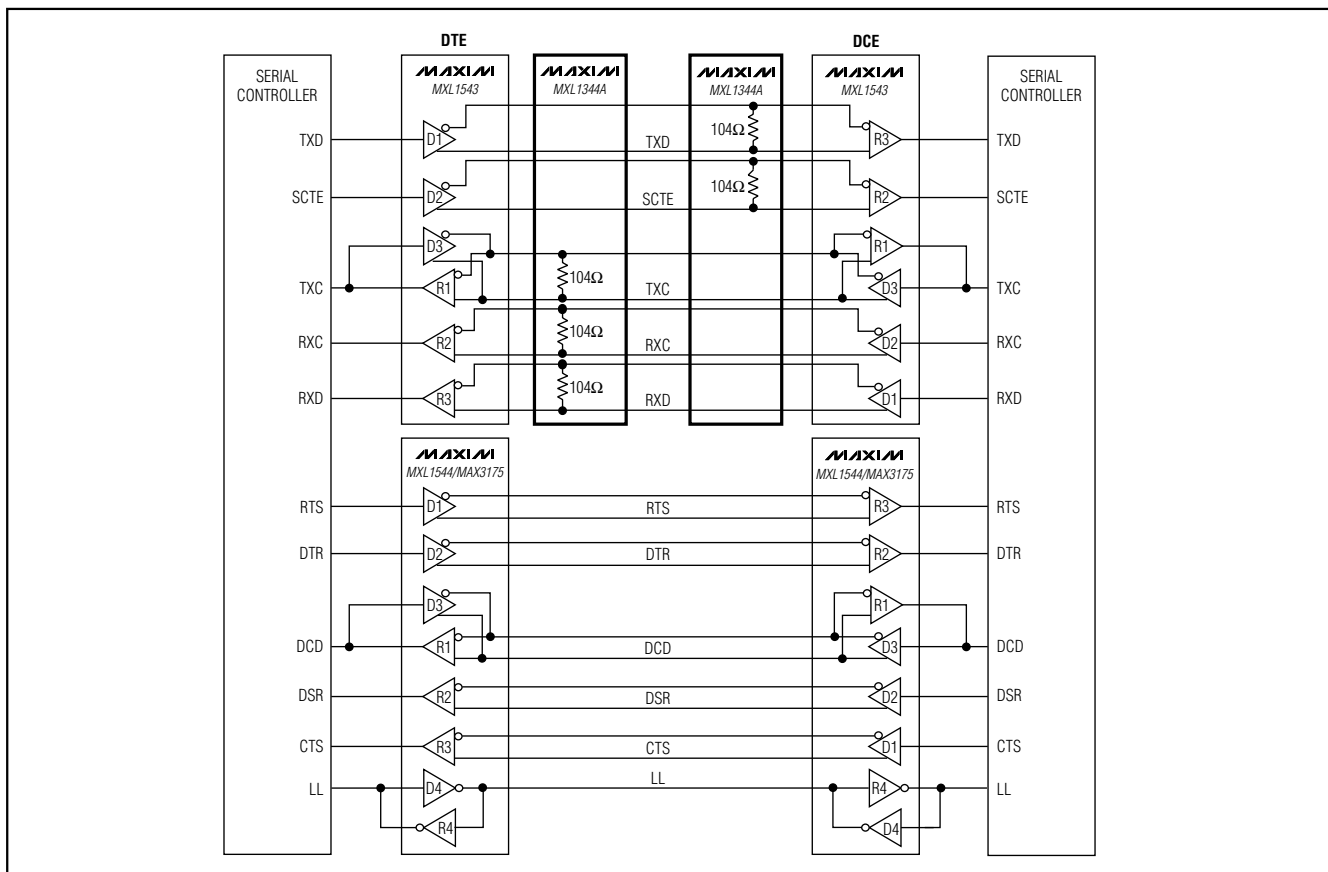 DTE
DCE
SERIAL
CONTROLLER
MAXIM
MXL1543
MAXIM
MXL1344A
MAXIM
MXL1344A
MAXIM
MXL1543
SERIAL
CONTROLLER
TXD
D1
TXD
104Ω
R3
TXD
SCTE
D2
SCTE
104Ω
R2
SCTE
D3
R1
TXC
R1
104Ω
TXC
D3
TXC
RXC
R2
104Ω
RXC
D2
RXC
RXD
R3
104Ω
RXD
D1
RXD
MAXIM
MXL1544/MAX3175
MAXIM
MXL1544/MAX3175
RTS
D1
RTS
R3
RTS
DTR
D2
DTR
R2
DTR
D3
R1
DCD
R1
DCD
D3
DCD
DSR
R2
DSR
D2
DSR
CTS
R3
CTS
D1
CTS
LL
D4
LL
R4
LL
R4
D4